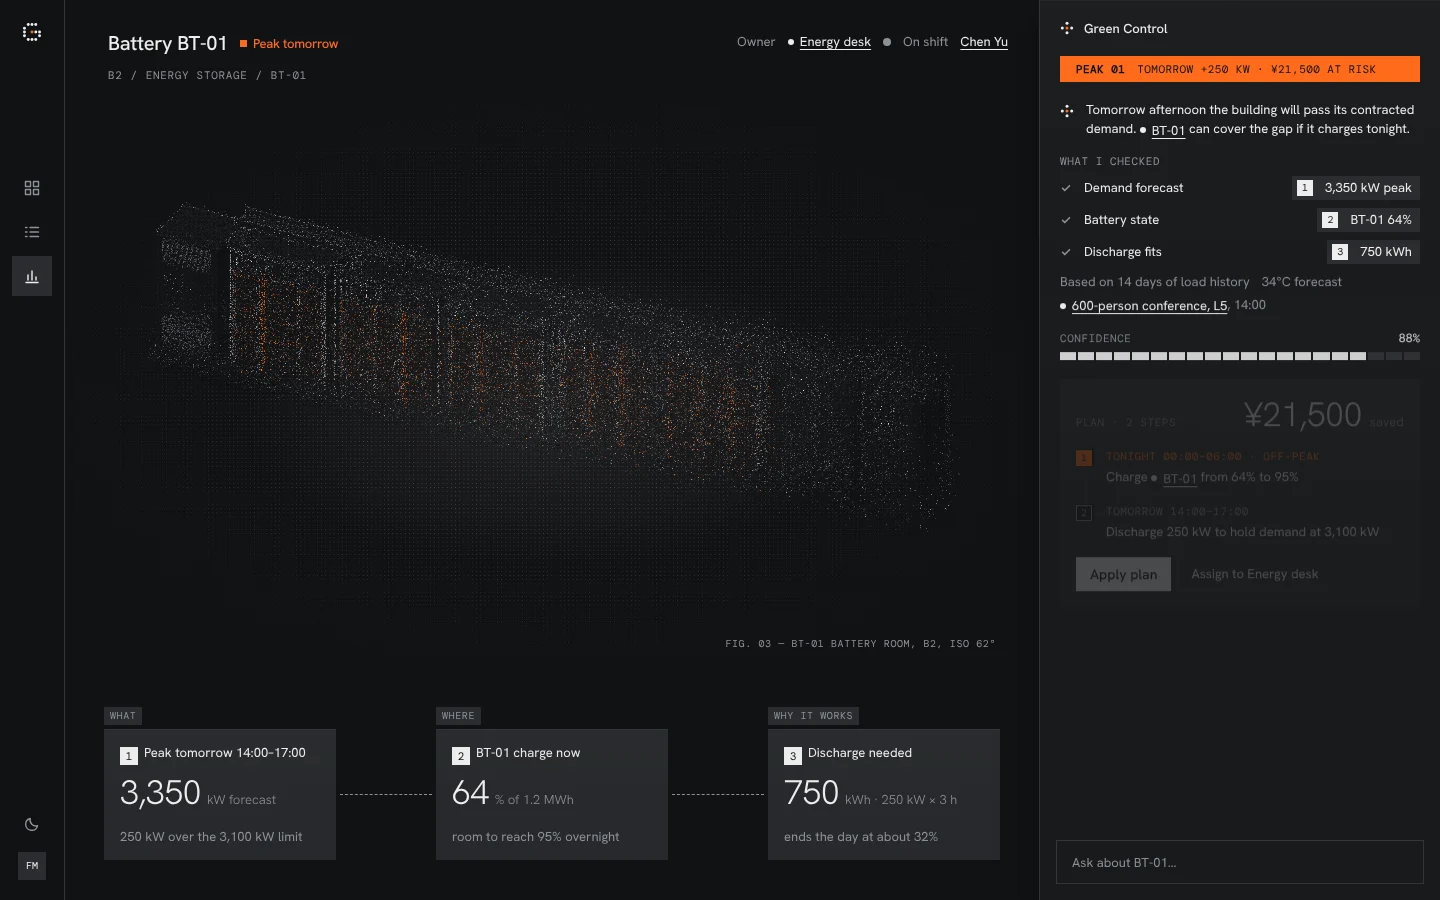 Battery BT-01 Peak tomorrow
Owner Energy desk On shift Chen Yu
B2 / ENERGY STORAGE / BT-01
FIG. 03 — BT-01 BATTERY ROOM, B2, ISO 62°
WHAT
1 Peak tomorrow 14:00–17:00
3,350 kW forecast
250 kW over the 3,100 kW limit
WHERE
2 BT-01 charge now
64 % of 1.2 MWh
room to reach 95% overnight
WHY IT WORKS
3 Discharge needed
750 kWh · 250 kW × 3 h
ends the day at about 32%
FM
Green Control
PEAK 01 TOMORROW +250 KW · ¥21,500 AT RISK
Tomorrow afternoon the building will pass its contracted
demand. BT-01 can cover the gap if it charges tonight.
WHAT I CHECKED
Demand forecast 1 3,350 kW peak
Battery state 2 BT-01 64%
Discharge fits 3 750 kWh
Based on 14 days of load history 34°C forecast
600-person conference, L5, 14:00
CONFIDENCE 88%
PLAN · 2 STEPS ¥21,500 saved
1 TONIGHT 00:00–06:00 · OFF-PEAK
Charge BT-01 from 64% to 95%
2 TOMORROW 14:00–17:00
Discharge 250 kW to hold demand at 3,100 kW
Apply plan Assign to Energy desk
Ask about BT-01...